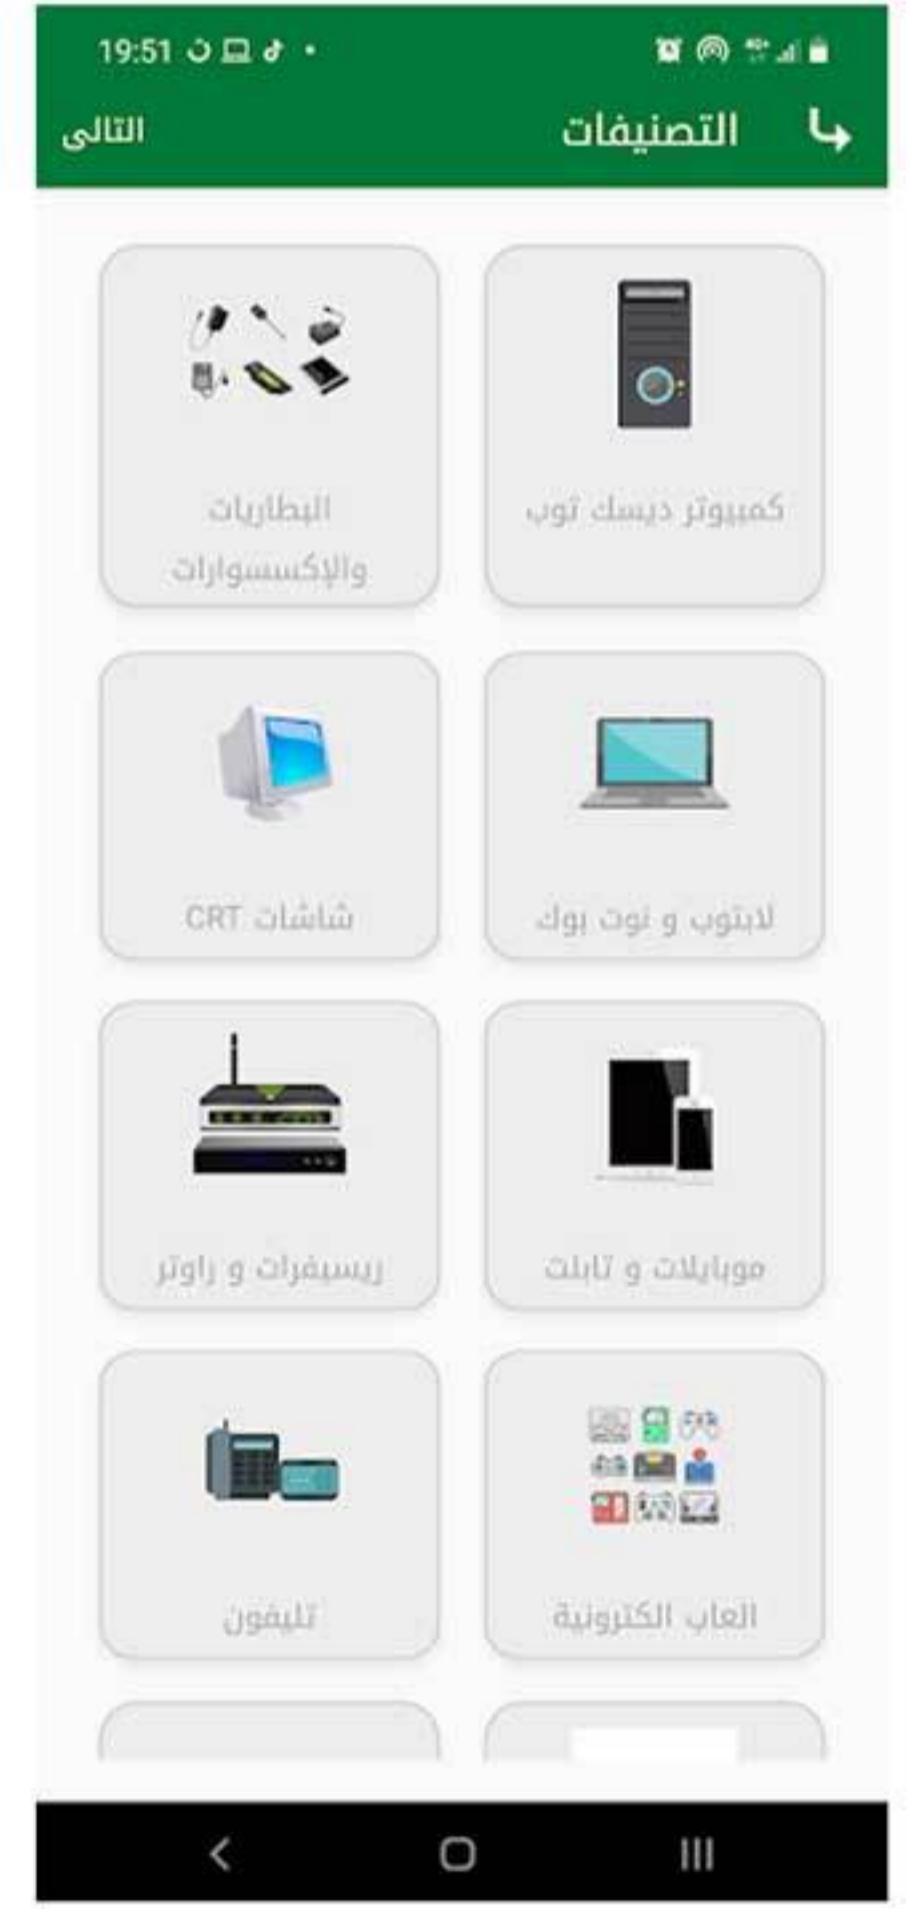 19:51
4G+
التصنيفات
التالى
كمبيوتر ديسك توب
البطاريات
والإكسسوارات
لابتوب و نوت بوك
شاشات CRT
موبايلات و تابلت
ريسيفرات و راوتر
العاب الكترونية
تليفون